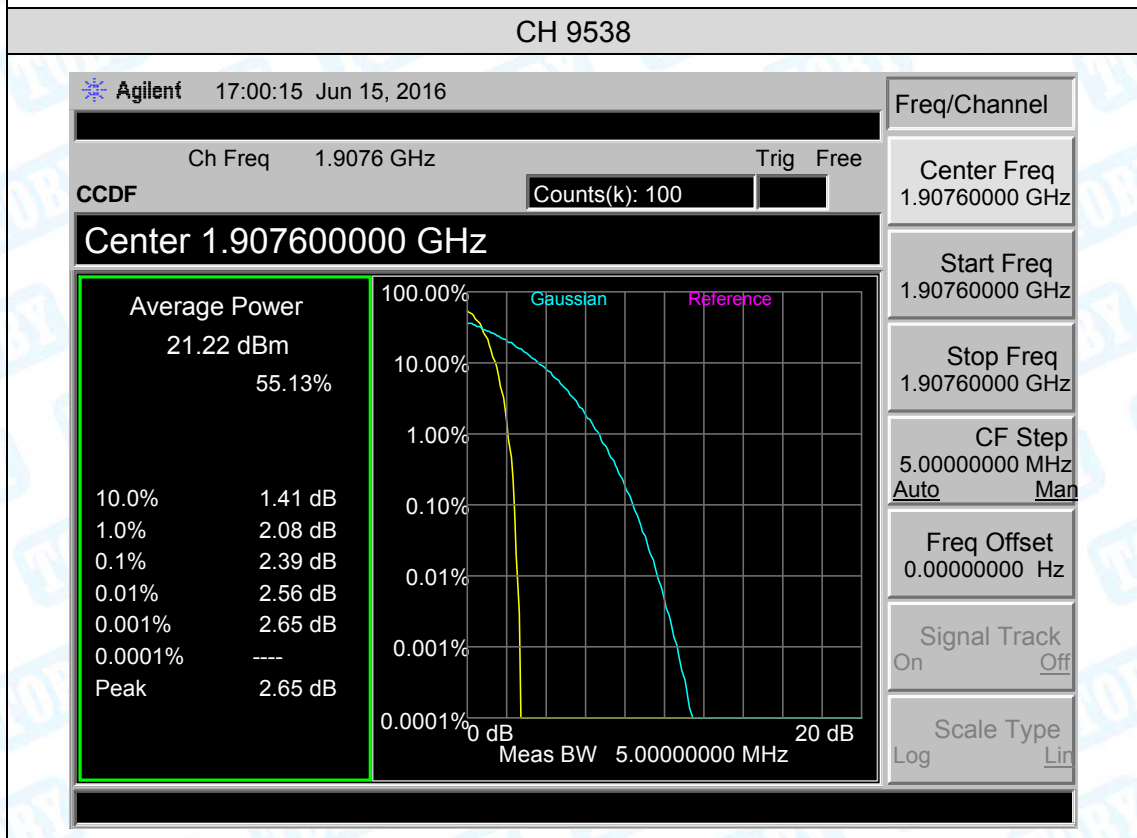 CH 9538
Agilent 17:00:15 Jun 15, 2016
Ch Freq 1.9076 GHz Trig Free
CCDF Counts(k): 100
Center 1.907600000 GHz
Average Power
21.22 dBm
55.13%
10.0% 1.41 dB
1.0% 2.08 dB
0.1% 2.39 dB
0.01% 2.56 dB
0.001% 2.65 dB
0.0001% ----
Peak 2.65 dB
Gaussian Reference
100.00%
10.00%
1.00%
0.10%
0.01%
0.001%
0.0001%
0 dB 20 dB
Meas BW 5.00000000 MHz
Freq/Channel
Center Freq
1.90760000 GHz
Start Freq
1.90760000 GHz
Stop Freq
1.90760000 GHz
CF Step
5.00000000 MHz
Auto Man
Freq Offset
0.00000000 Hz
Signal Track
On Off
Scale Type
Log Lin